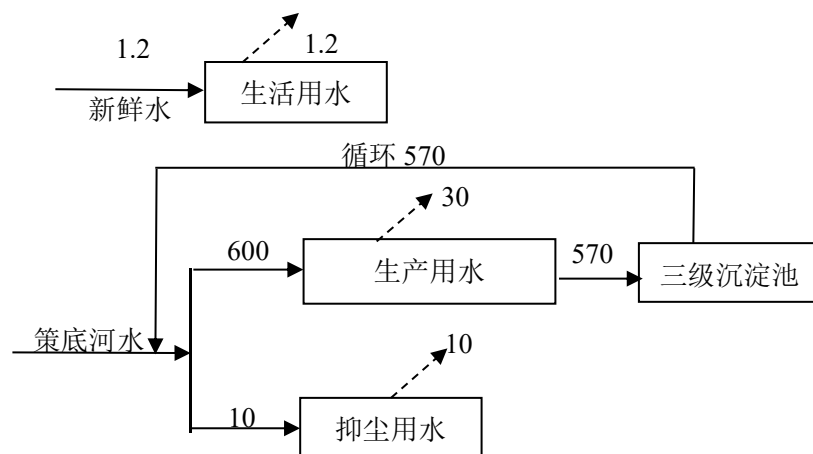 1.2
1.2
新鲜水
生活用水
循环 570
30
600
生产用水
570
三级沉淀池
策底河水
10
10
抑尘用水